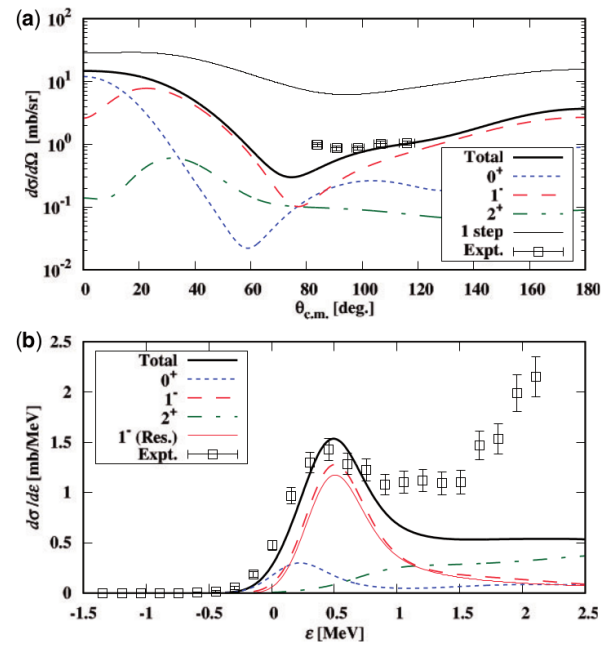 (a)
10²
10¹
10⁰
10⁻¹
10⁻²
dσ/dΩ [mb/sr]
Total
0⁺
1⁻
2⁺
1 step
Expt.
0 20 40 60 80 100 120 140 160 180
θc.m. [deg.]
(b)
2.5
2
1.5
1
0.5
0
dσ/dε [mb/MeV]
Total
0⁺
1⁻
2⁺
1⁻ (Res.)
Expt.
-1.5 -1 -0.5 0 0.5 1 1.5 2 2.5
ε [MeV]